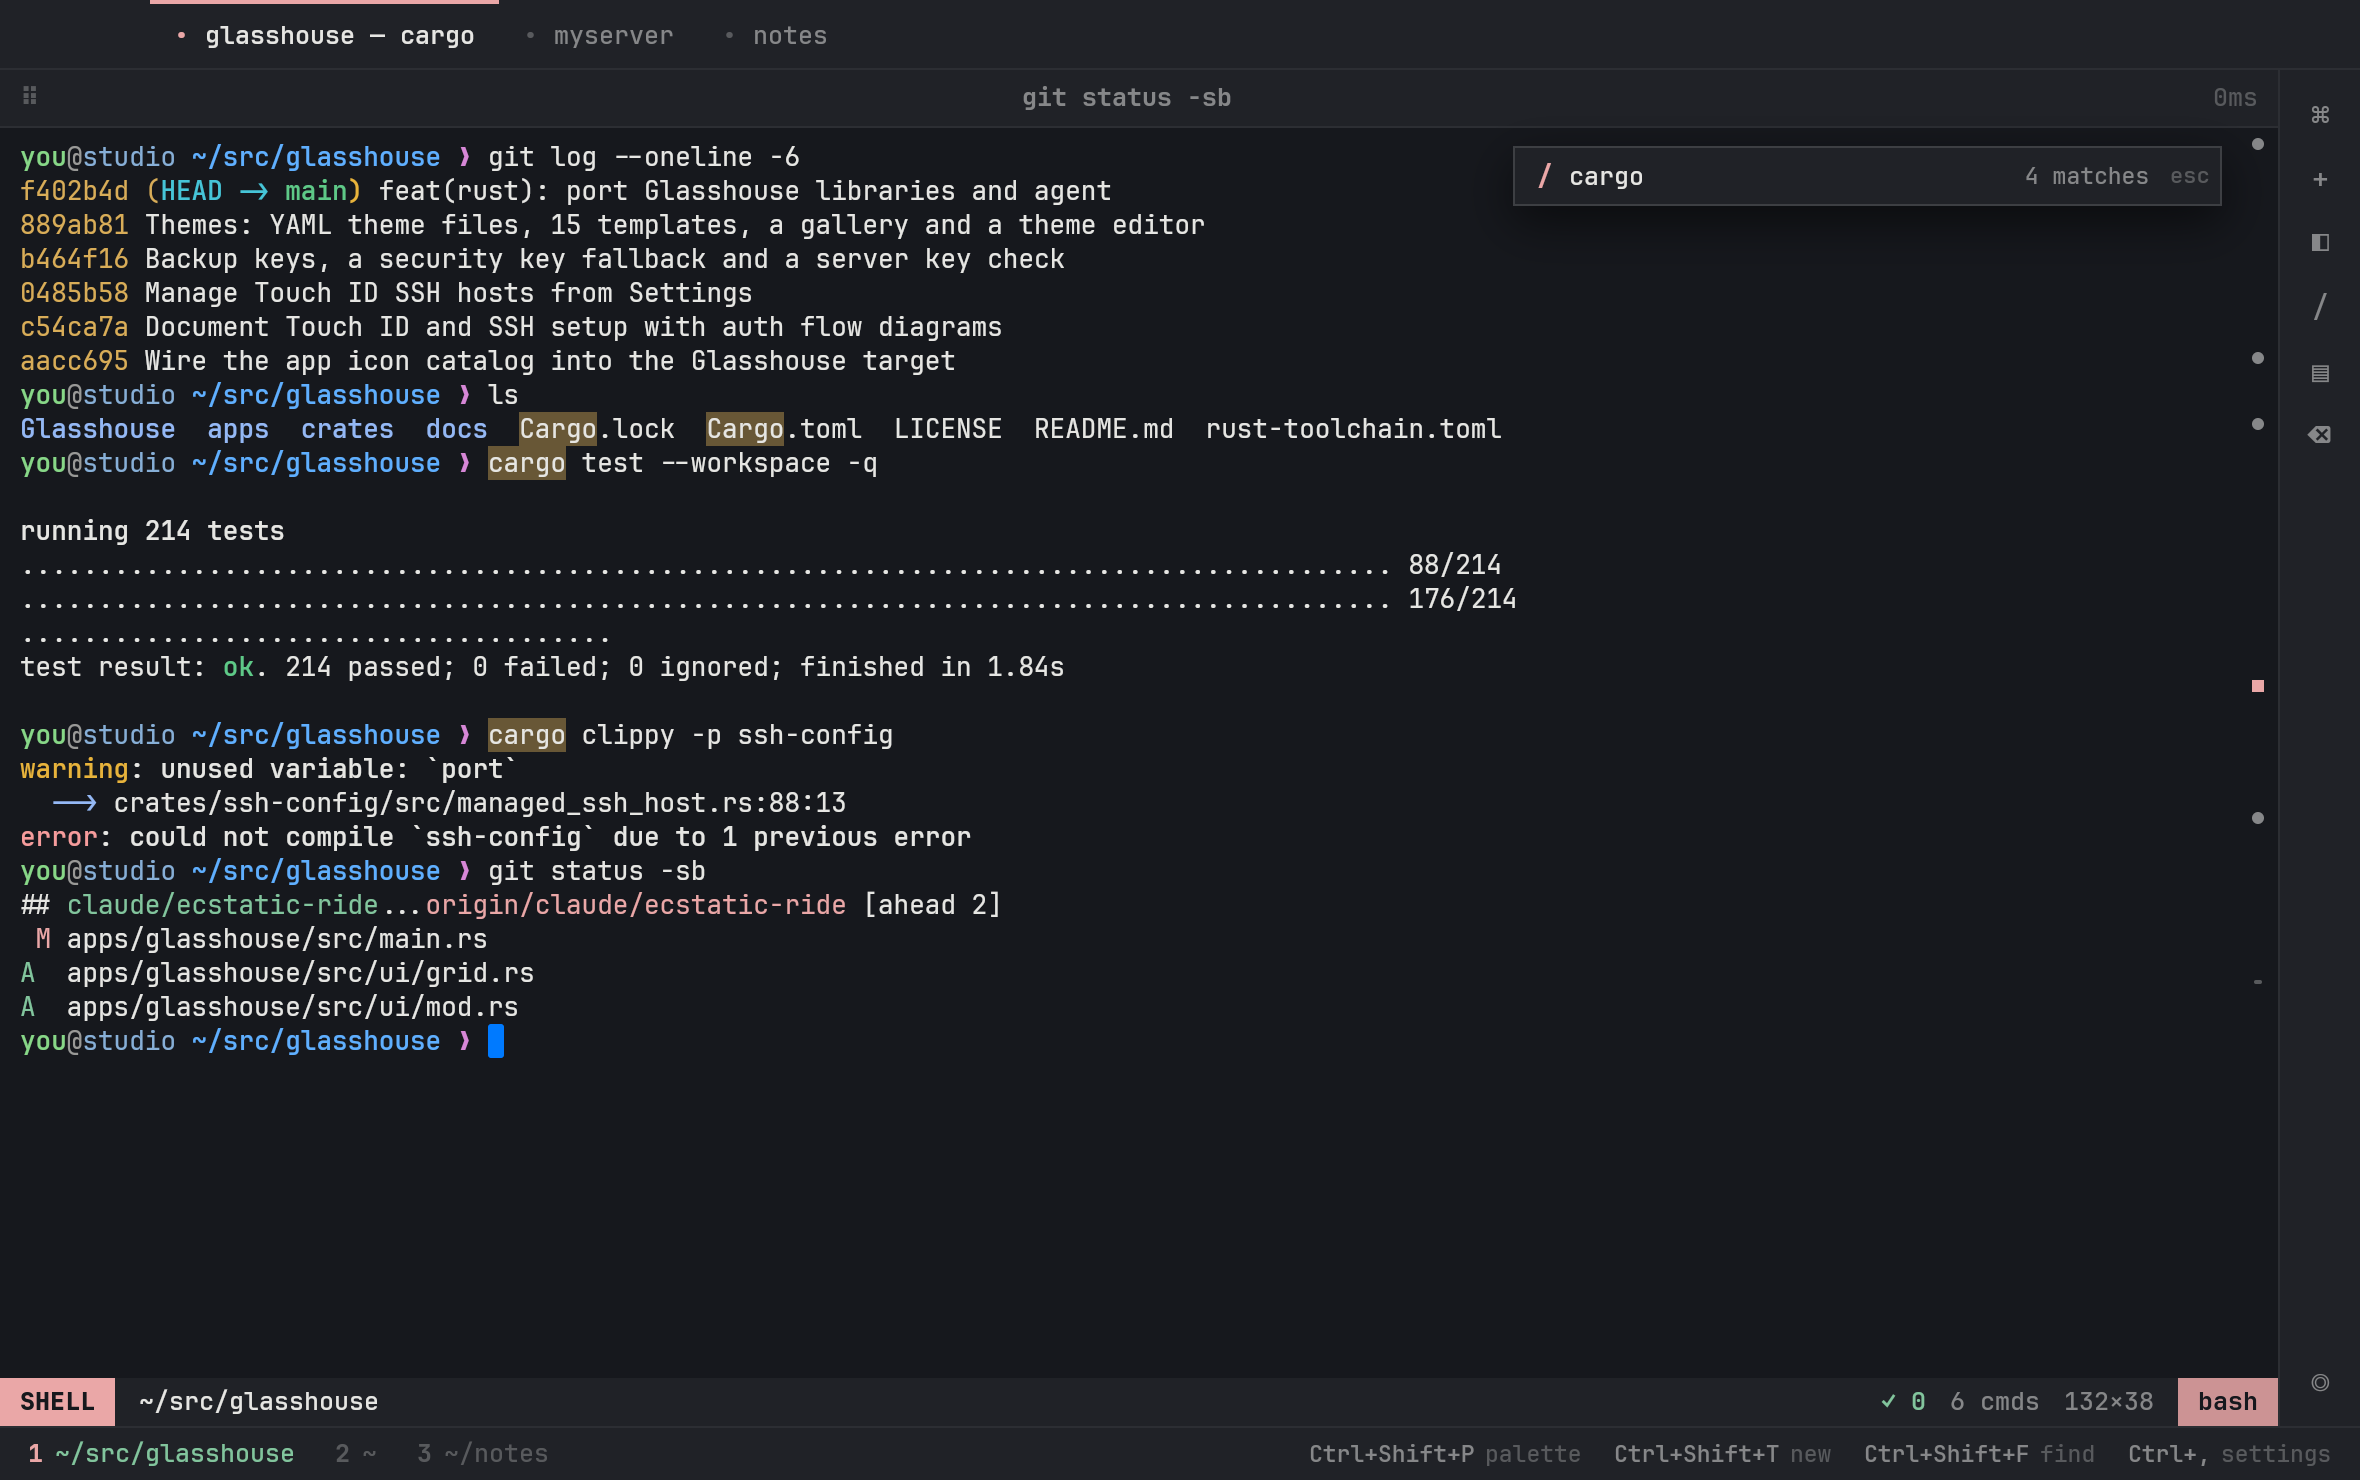 • glasshouse — cargo • myserver • notes
git status -sb 0ms
you@studio ~/src/glasshouse ❯ git log --oneline -6
/ cargo 4 matches esc
f402b4d (HEAD -> main) feat(rust): port Glasshouse libraries and agent
889ab81 Themes: YAML theme files, 15 templates, a gallery and a theme editor
b464f16 Backup keys, a security key fallback and a server key check
0485b58 Manage Touch ID SSH hosts from Settings
c54ca7a Document Touch ID and SSH setup with auth flow diagrams
aacc695 Wire the app icon catalog into the Glasshouse target
you@studio ~/src/glasshouse ❯ ls
Glasshouse apps crates docs Cargo.lock Cargo.toml LICENSE README.md rust-toolchain.toml
you@studio ~/src/glasshouse ❯ cargo test --workspace -q
running 214 tests
........................................................................................ 88/214
........................................................................................ 176/214
......................................
test result: ok. 214 passed; 0 failed; 0 ignored; finished in 1.84s
you@studio ~/src/glasshouse ❯ cargo clippy -p ssh-config
warning: unused variable: `port`
--> crates/ssh-config/src/managed_ssh_host.rs:88:13
error: could not compile `ssh-config` due to 1 previous error
you@studio ~/src/glasshouse ❯ git status -sb
## claude/ecstatic-ride...origin/claude/ecstatic-ride [ahead 2]
M apps/glasshouse/src/main.rs
A apps/glasshouse/src/ui/grid.rs
A apps/glasshouse/src/ui/mod.rs
you@studio ~/src/glasshouse ❯
SHELL ~/src/glasshouse ✓ 0 6 cmds 132×38 bash
1 ~/src/glasshouse 2 ~ 3 ~/notes Ctrl+Shift+P palette Ctrl+Shift+T new Ctrl+Shift+F find Ctrl+, settings